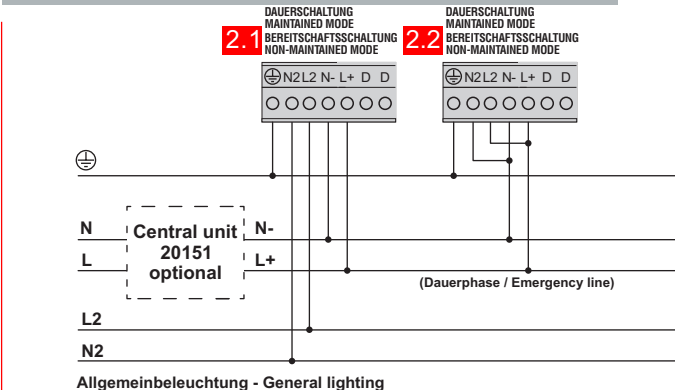 DAUERSCHALTUNG
MAINTAINED MODE
2.1 BEREITSCHAFTSSCHALTUNG
NON-MAINTAINED MODE
DAUERSCHALTUNG
MAINTAINED MODE
2.2 BEREITSCHAFTSSCHALTUNG
NON-MAINTAINED MODE
N2 L2 N- L+ D D
N2 L2 N- L+ D D
N
Central unit
20151
optional
N-
L
L+
(Dauerphase / Emergency line)
L2
N2
Allgemeinbeleuchtung - General lighting